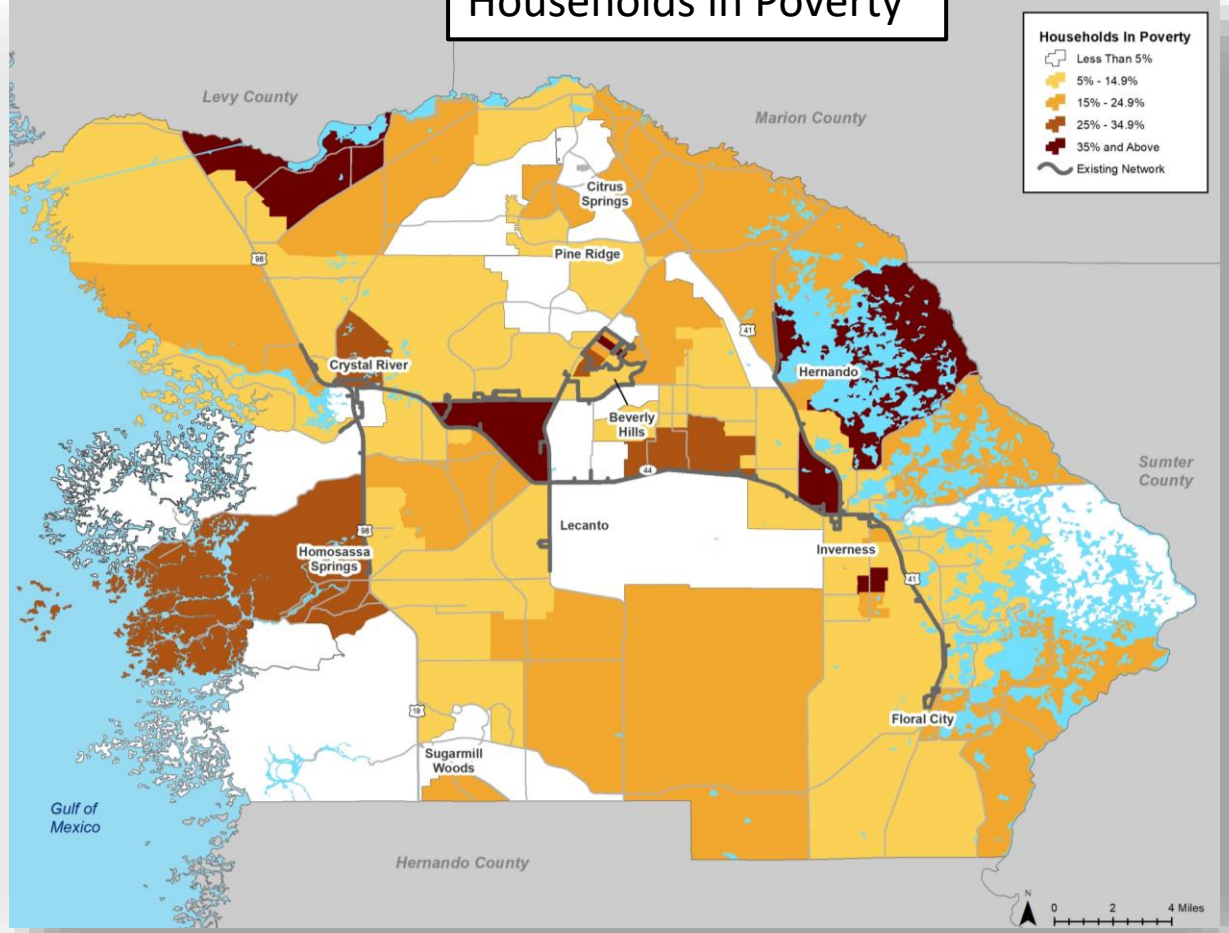 Households In Poverty
Households In Poverty
Less Than 5%
5% - 14.9%
15% - 24.9%
25% - 34.9%
35% and Above
Existing Network
Levy County
Marion County
Citrus
Springs
Pine Ridge
98
41
Crystal River
Hernando
Beverly
Hills
44
Sumter
County
Lecanto
98
Homosassa
Springs
Inverness
41
19
Floral City
Sugarmill
Woods
Gulf of
Mexico
Hernando County
N
0 2 4 Miles